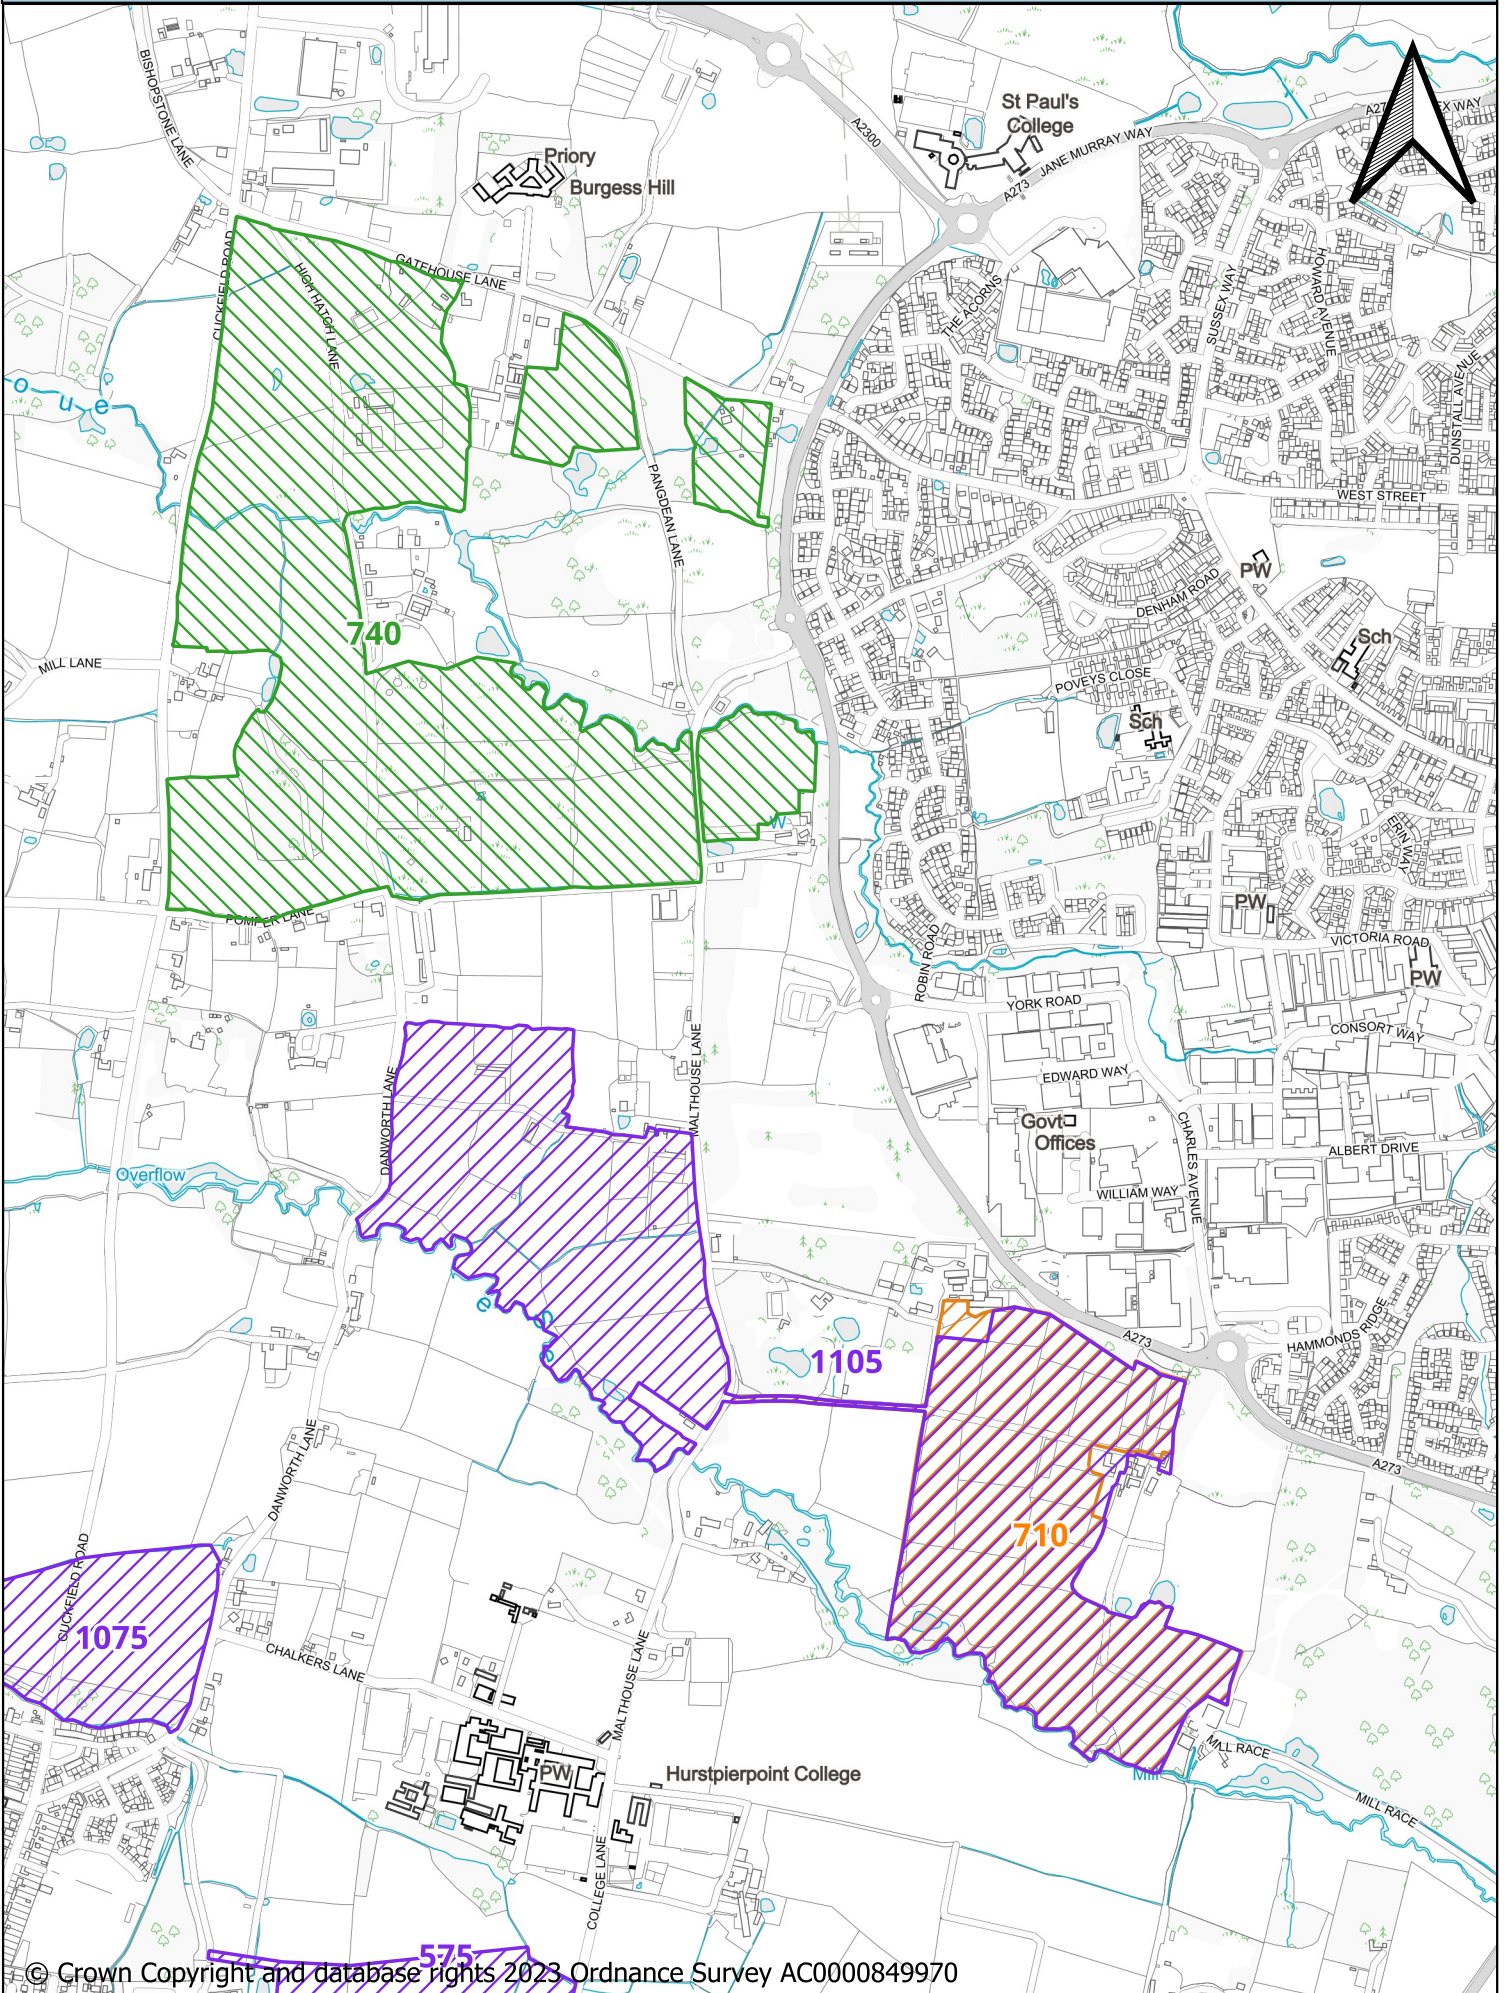 BISHOPSTONE LANE
A2300
St Paul's
College
A273
JANE MURRAY WAY
Priory
Burgess Hill
GATEHOUSE LANE
CUCKFIELD ROAD
HIGH HATCH LANE
THE ACORNS
SUSSEX WAY
HOWARD AVENUE
DUNSTALL AVENUE
o
u
e
PANGDEAN LANE
WEST STREET
PW
DENHAM ROAD
740
Sch
MILL LANE
POVEYS CLOSE
Sch
W
ERIN WAY
PW
POMPER LANE
ROBIN ROAD
VICTORIA ROAD
PW
YORK ROAD
CONSORT WAY
MALTHOUSE LANE
EDWARD WAY
DANWORTH LANE
Govt
Offices
CHARLES AVENUE
ALBERT DRIVE
Overflow
WILLIAM WAY
e
s
e
A273
HAMMONDS RIDGE
1105
DANWORTH LANE
A273
710
CUCKFIELD ROAD
1075
CHALKERS LANE
MALTHOUSE LANE
MILL RACE
PW
Hurstpierpoint College
Mill
MILL RACE
COLLEGE LANE
575
© Crown Copyright and database rights 2023 Ordnance Survey AC0000849970